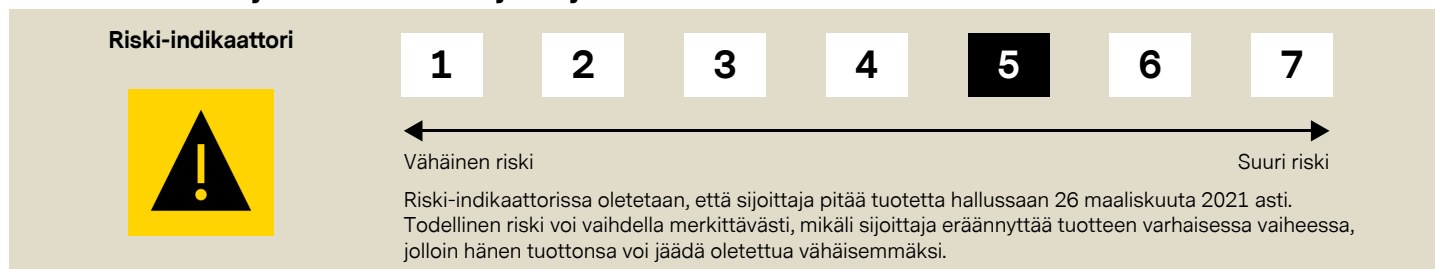 Riski-indikaattori
1 2 3 4 5 6 7
Vähäinen riski Suuri riski
Riski-indikaattorissa oletetaan, että sijoittaja pitää tuotetta hallussaan 26 maaliskuuta 2021 asti.
Todellinen riski voi vaihdella merkittävästi, mikäli sijoittaja eräännyttää tuotteen varhaisessa vaiheessa,
jolloin hänen tuottonsa voi jäädä oletettua vähäisemmäksi.